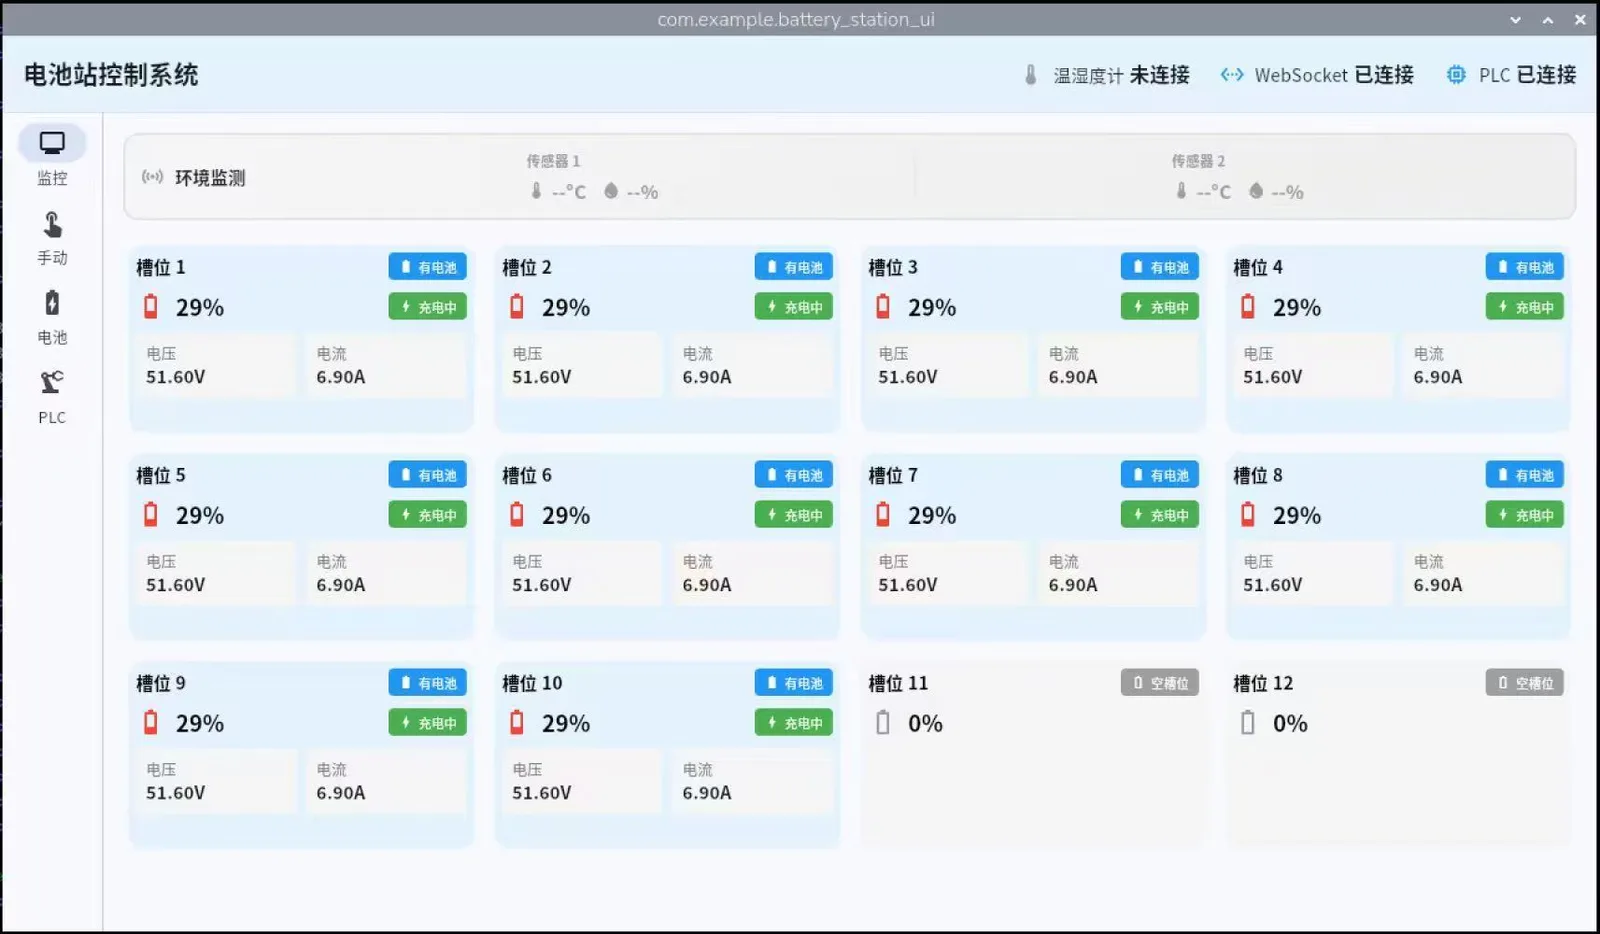 com.example.battery_station_ui
电池站控制系统
温湿度计 未连接
WebSocket 已连接
PLC 已连接
监控
手动
电池
PLC
环境监测
传感器 1
--°C --%
传感器 2
--°C --%
槽位 1 有电池
29% 充电中
电压 电流
51.60V 6.90A
槽位 2 有电池
29% 充电中
电压 电流
51.60V 6.90A
槽位 3 有电池
29% 充电中
电压 电流
51.60V 6.90A
槽位 4 有电池
29% 充电中
电压 电流
51.60V 6.90A
槽位 5 有电池
29% 充电中
电压 电流
51.60V 6.90A
槽位 6 有电池
29% 充电中
电压 电流
51.60V 6.90A
槽位 7 有电池
29% 充电中
电压 电流
51.60V 6.90A
槽位 8 有电池
29% 充电中
电压 电流
51.60V 6.90A
槽位 9 有电池
29% 充电中
电压 电流
51.60V 6.90A
槽位 10 有电池
29% 充电中
电压 电流
51.60V 6.90A
槽位 11 空槽位
0%
槽位 12 空槽位
0%